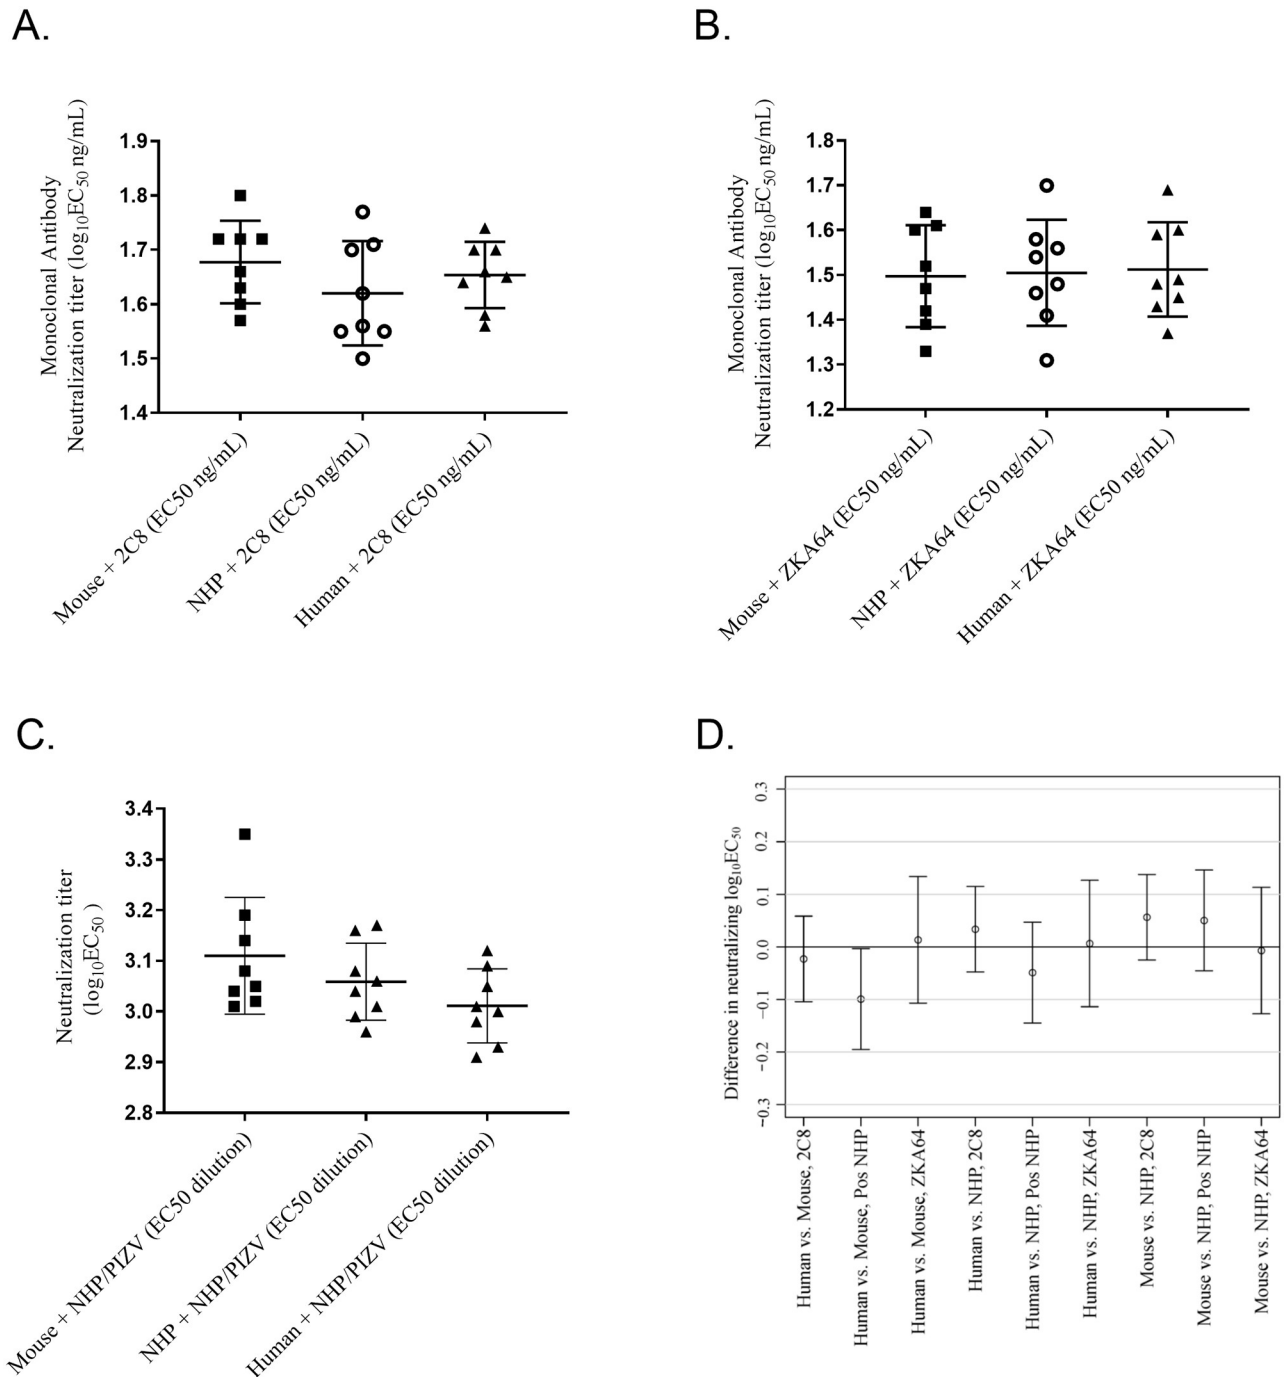 A.
Monoclonal Antibody
Neutralization titer (log10EC50 ng/mL)
1.9
1.8
1.7
1.6
1.5
1.4
Mouse + 2C8 (EC50 ng/mL)
NHP + 2C8 (EC50 ng/mL)
Human + 2C8 (EC50 ng/mL)
B.
Monoclonal Antibody
Neutralization titer (log10EC50 ng/mL)
1.8
1.7
1.6
1.5
1.4
1.3
1.2
Mouse + ZKA64 (EC50 ng/mL)
NHP + ZKA64 (EC50 ng/mL)
Human + ZKA64 (EC50 ng/mL)
C.
Neutralization titer
(log10EC50 )
3.4
3.3
3.2
3.1
3.0
2.9
2.8
Mouse + NHP/PIZV (EC50 dilution)
NHP + NHP/PIZV (EC50 dilution)
Human + NHP/PIZV (EC50 dilution)
D.
Difference in neutralizing log10EC50
0.3
0.2
0.1
0.0
−0.1
−0.2
−0.3
Human vs. Mouse, 2C8
Human vs. Mouse, Pos NHP
Human vs. Mouse, ZKA64
Human vs. NHP, 2C8
Human vs. NHP, Pos NHP
Human vs. NHP, ZKA64
Mouse vs. NHP, 2C8
Mouse vs. NHP, Pos NHP
Mouse vs. NHP, ZKA64